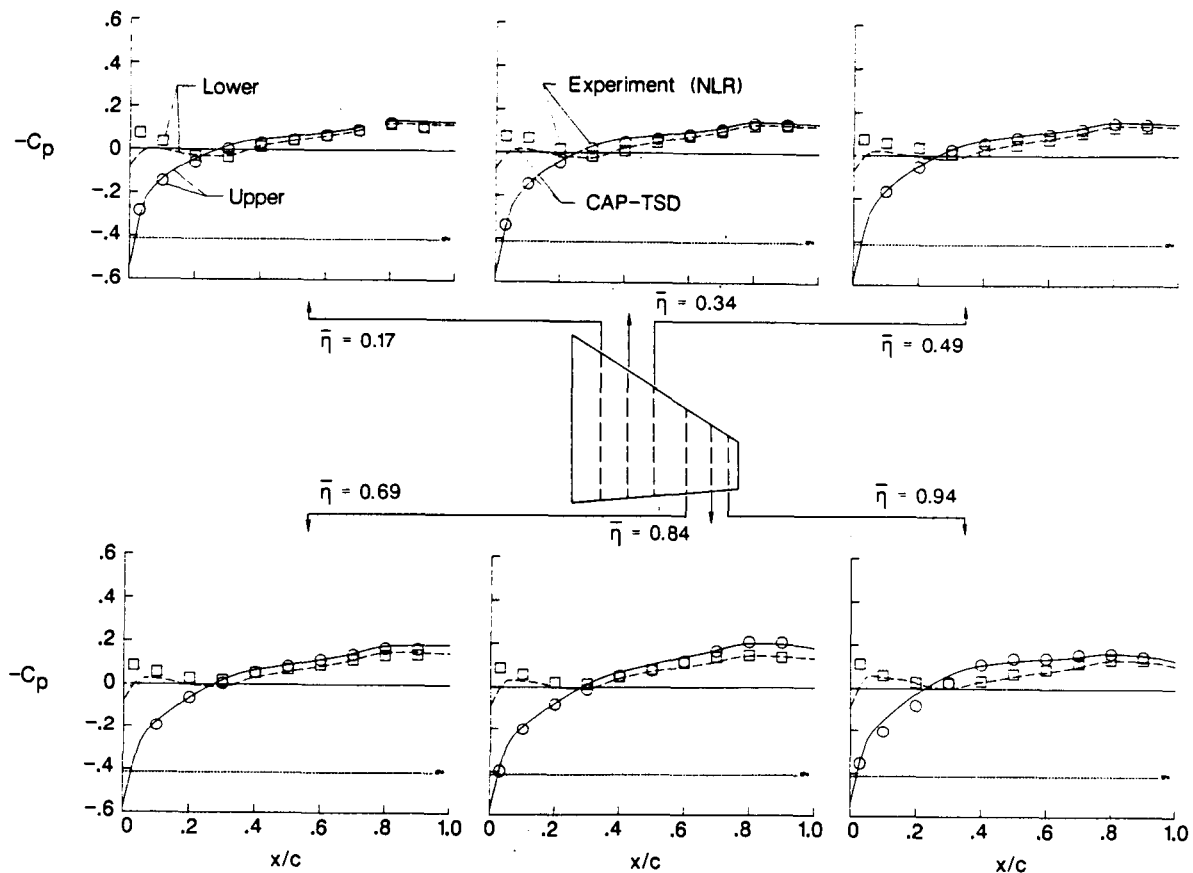 .6
.4
.2
0
-.2
-.4
-.6
-Cp
Lower
Upper
Experiment (NLR)
CAP-TSD
η̄ = 0.17
η̄ = 0.34
η̄ = 0.49
η̄ = 0.69
η̄ = 0.84
η̄ = 0.94
.6
.4
.2
0
-.2
-.4
-.6
-Cp
0 .2 .4 .6 .8 1.0
x/c
0 .2 .4 .6 .8 1.0
x/c
0 .2 .4 .6 .8 1.0
x/c